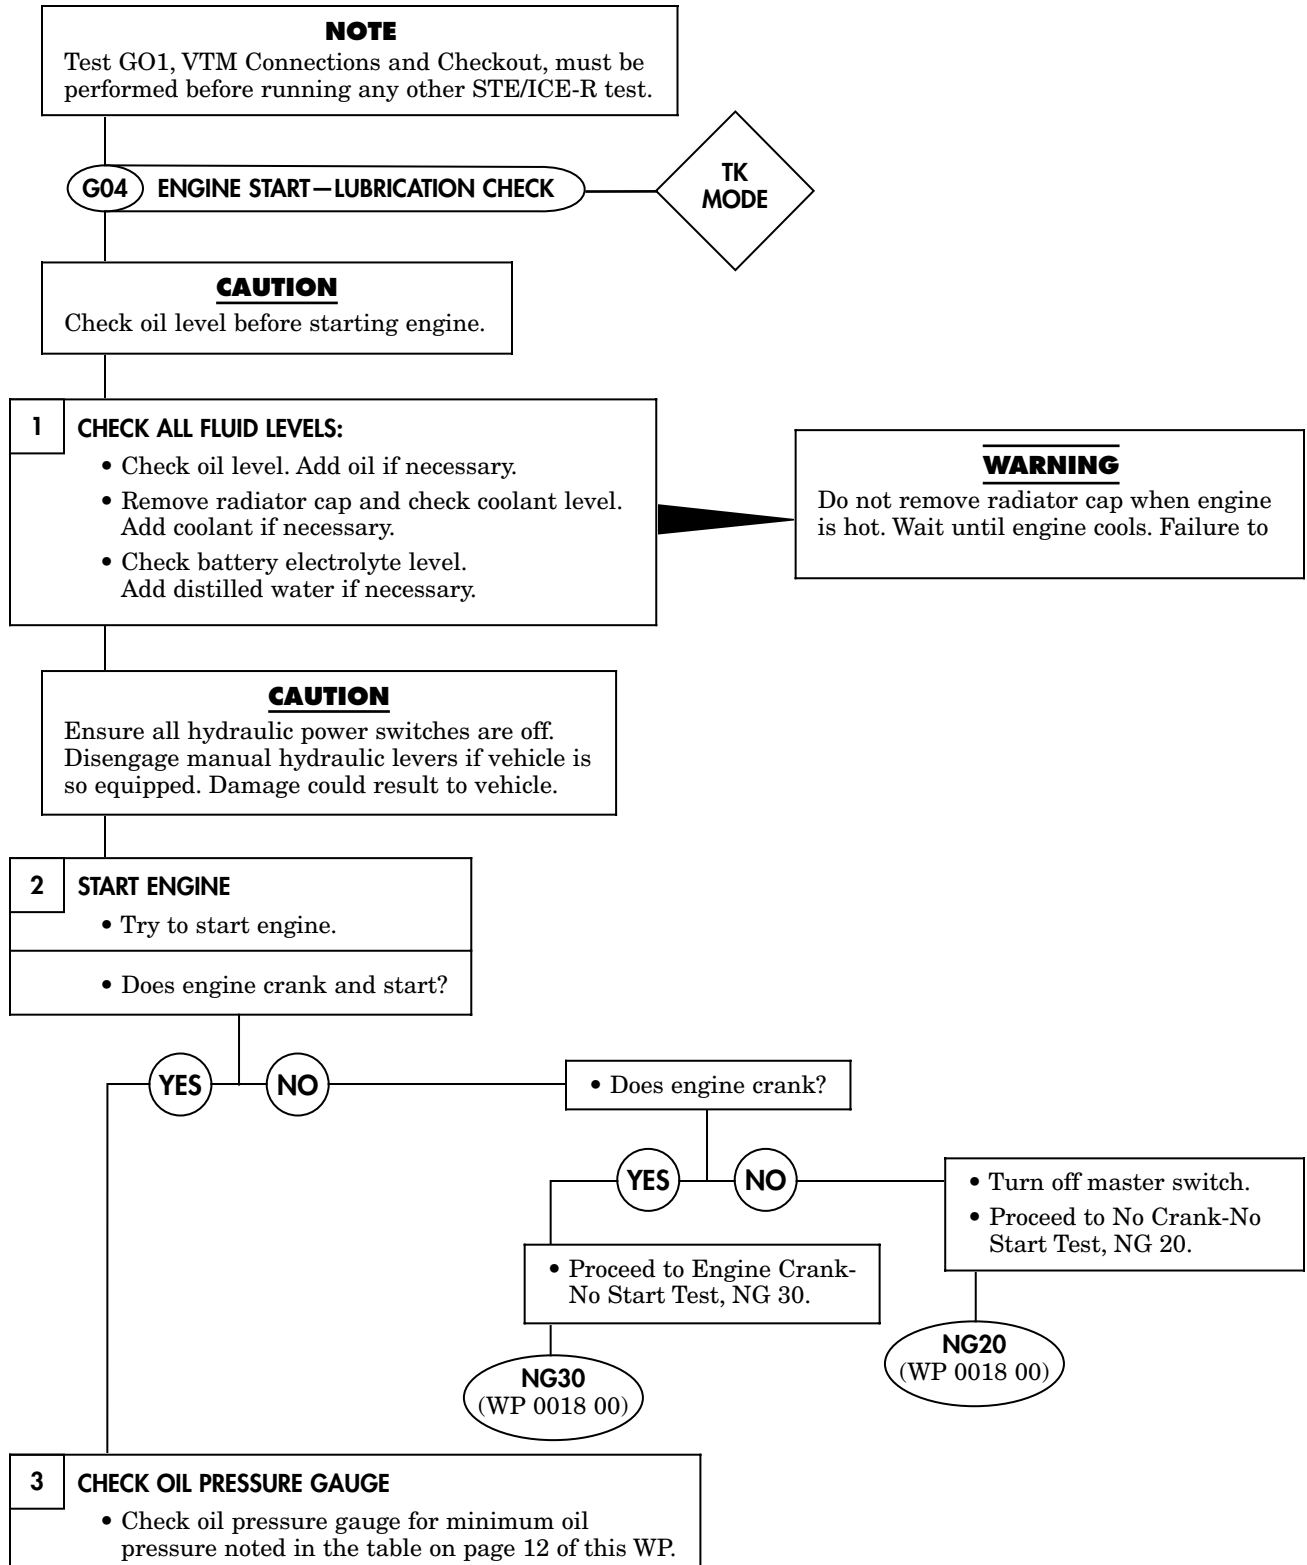 NOTE
Test GO1, VTM Connections and Checkout, must be
performed before running any other STE/ICE-R test.
G04 ENGINE START—LUBRICATION CHECK
TK
MODE
CAUTION
Check oil level before starting engine.
1 CHECK ALL FLUID LEVELS:
• Check oil level. Add oil if necessary.
• Remove radiator cap and check coolant level.
Add coolant if necessary.
• Check battery electrolyte level.
Add distilled water if necessary.
WARNING
Do not remove radiator cap when engine
is hot. Wait until engine cools. Failure to
CAUTION
Ensure all hydraulic power switches are off.
Disengage manual hydraulic levers if vehicle is
so equipped. Damage could result to vehicle.
2 START ENGINE
• Try to start engine.
• Does engine crank and start?
YES NO
• Does engine crank?
YES NO
• Turn off master switch.
• Proceed to No Crank-No
Start Test, NG 20.
• Proceed to Engine Crank-
No Start Test, NG 30.
NG20
(WP 0018 00)
NG30
(WP 0018 00)
3 CHECK OIL PRESSURE GAUGE
• Check oil pressure gauge for minimum oil
pressure noted in the table on page 12 of this WP.